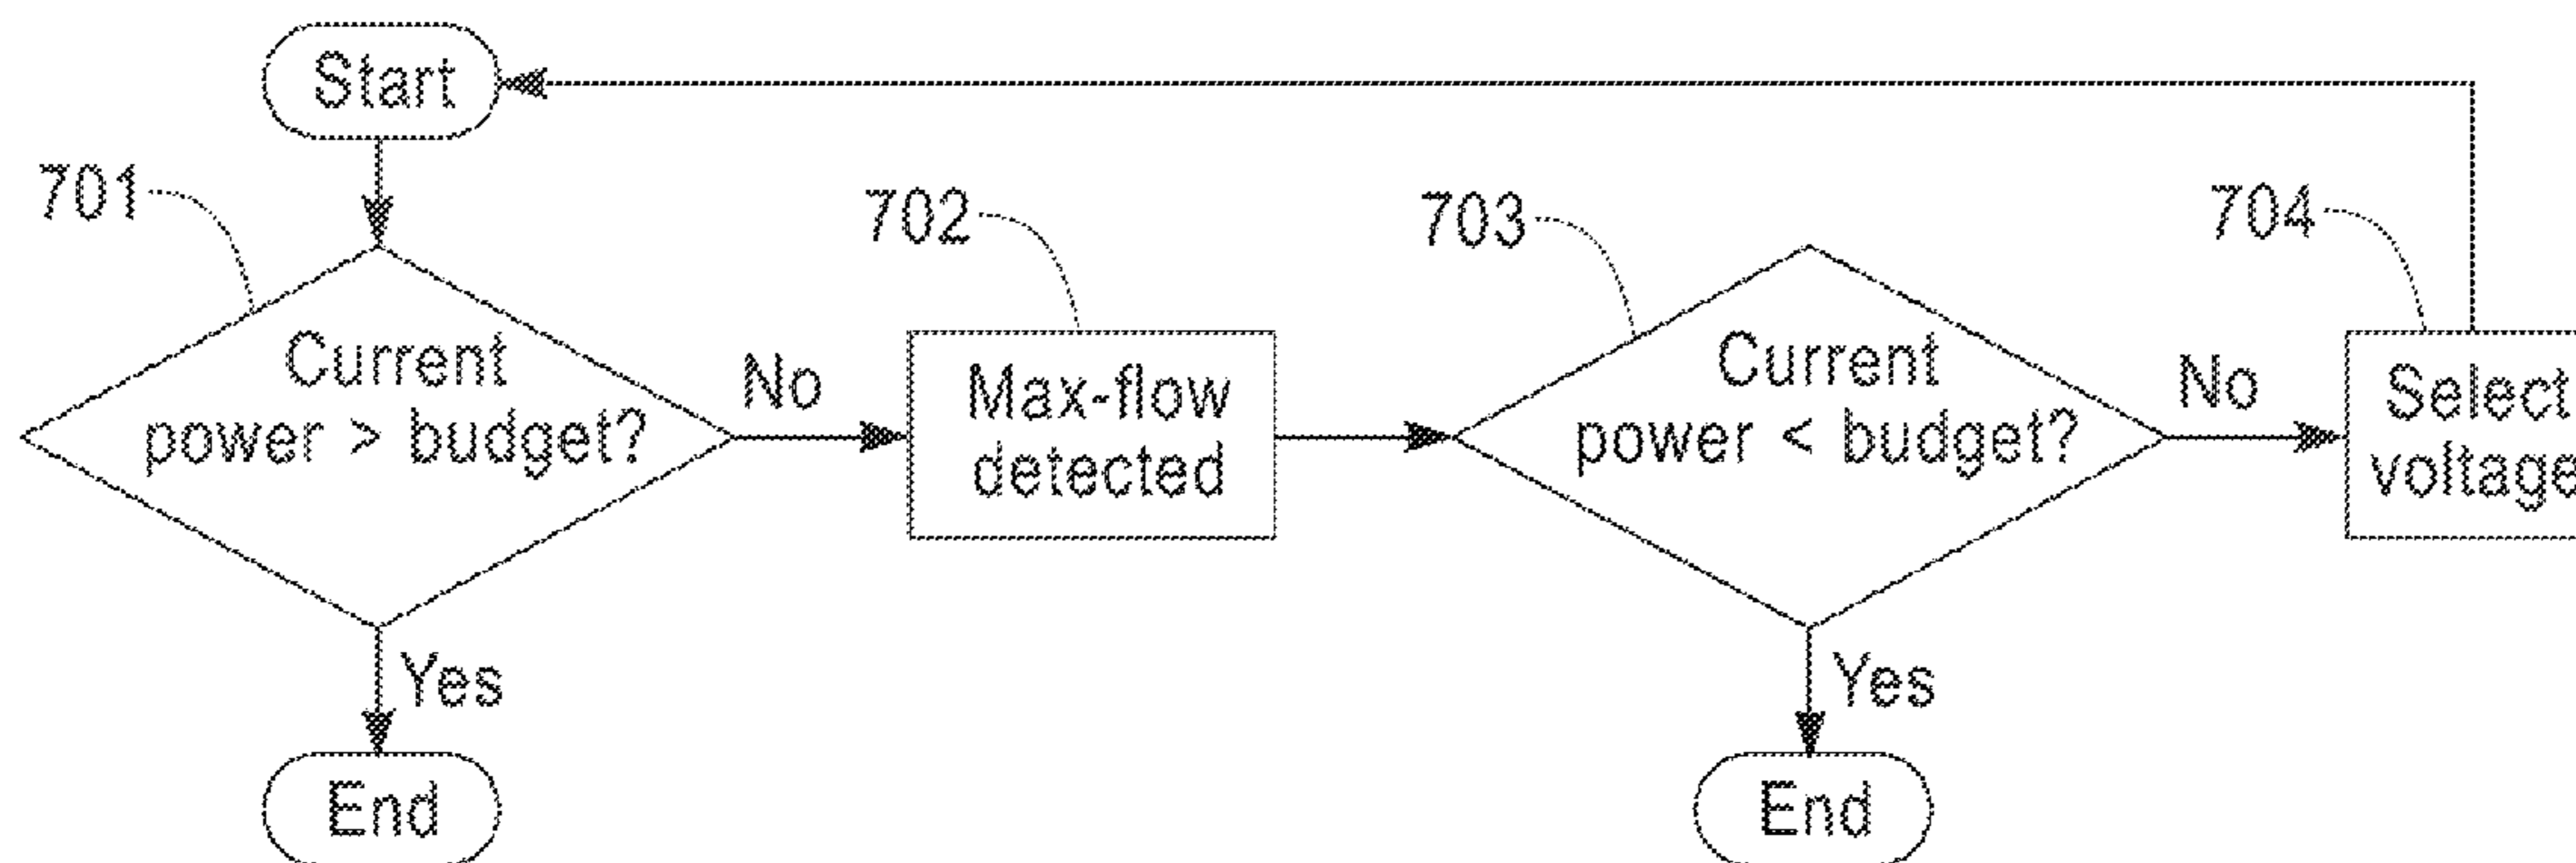 Start
701
702
703
704
Current
power > budget?
No
Max-flow
detected
Current
power < budget?
No
Select
voltage
Yes
Yes
End
End